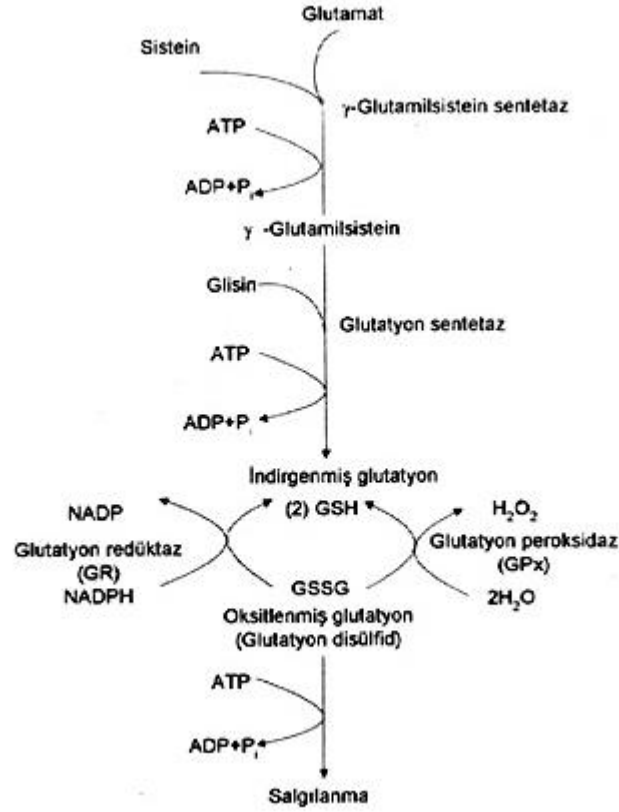 Glutamat
Sistein
γ-Glutamilsistein sentetaz
ATP
ADP+Pi
γ -Glutamilsistein
Glisin
Glutatyon sentetaz
ATP
ADP+Pi
İndirgenmiş glutatyon
NADP
(2) GSH
H₂O₂
Glutatyon redüktaz
(GR)
Glutatyon peroksidaz
(GPx)
NADPH
GSSG
2H₂O
Oksitlenmiş glutatyon
(Glutatyon disülfid)
ATP
ADP+Pi
Salgılanma